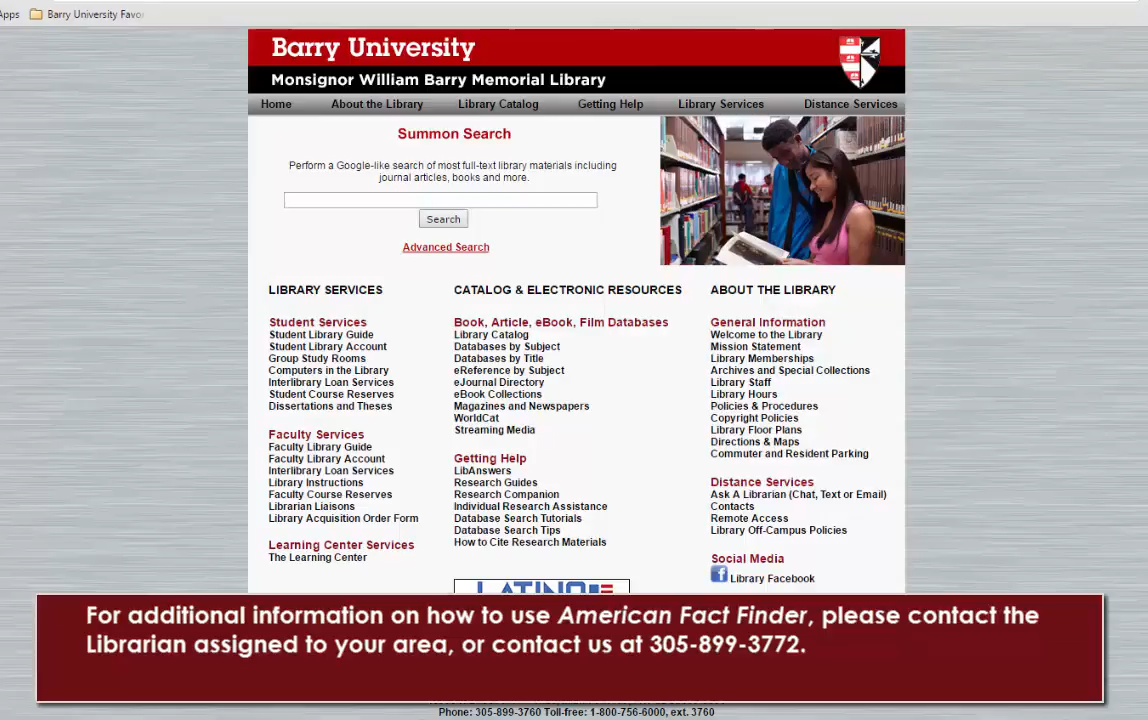 Apps Barry University Favo
Barry University
Monsignor William Barry Memorial Library
Home About the Library Library Catalog Getting Help Library Services Distance Services
Summon Search
Perform a Google-like search of most full-text library materials including
journal articles, books and more.
Search
Advanced Search
LIBRARY SERVICES
Student Services
Student Library Guide
Student Library Account
Group Study Rooms
Computers in the Library
Interlibrary Loan Services
Student Course Reserves
Dissertations and Theses
Faculty Services
Faculty Library Guide
Faculty Library Account
Interlibrary Loan Services
Library Instructions
Faculty Course Reserves
Librarian Liaisons
Library Acquisition Order Form
Learning Center Services
The Learning Center
CATALOG & ELECTRONIC RESOURCES
Book, Article, eBook, Film Databases
Library Catalog
Databases by Subject
Databases by Title
eReference by Subject
eJournal Directory
eBook Collections
Magazines and Newspapers
WorldCat
Streaming Media
Getting Help
LibAnswers
Research Guides
Research Companion
Individual Research Assistance
Database Search Tutorials
Database Search Tips
How to Cite Research Materials
LATINO
ABOUT THE LIBRARY
General Information
Welcome to the Library
Mission Statement
Library Memberships
Archives and Special Collections
Library Staff
Library Hours
Policies & Procedures
Copyright Policies
Library Floor Plans
Directions & Maps
Commuter and Resident Parking
Distance Services
Ask A Librarian (Chat, Text or Email)
Contacts
Remote Access
Library Off-Campus Policies
Social Media
Library Facebook
For additional information on how to use American Fact Finder, please contact the
Librarian assigned to your area, or contact us at 305-899-3772.
Phone: 305-899-3760 Toll-free: 1-800-756-6000, ext. 3760